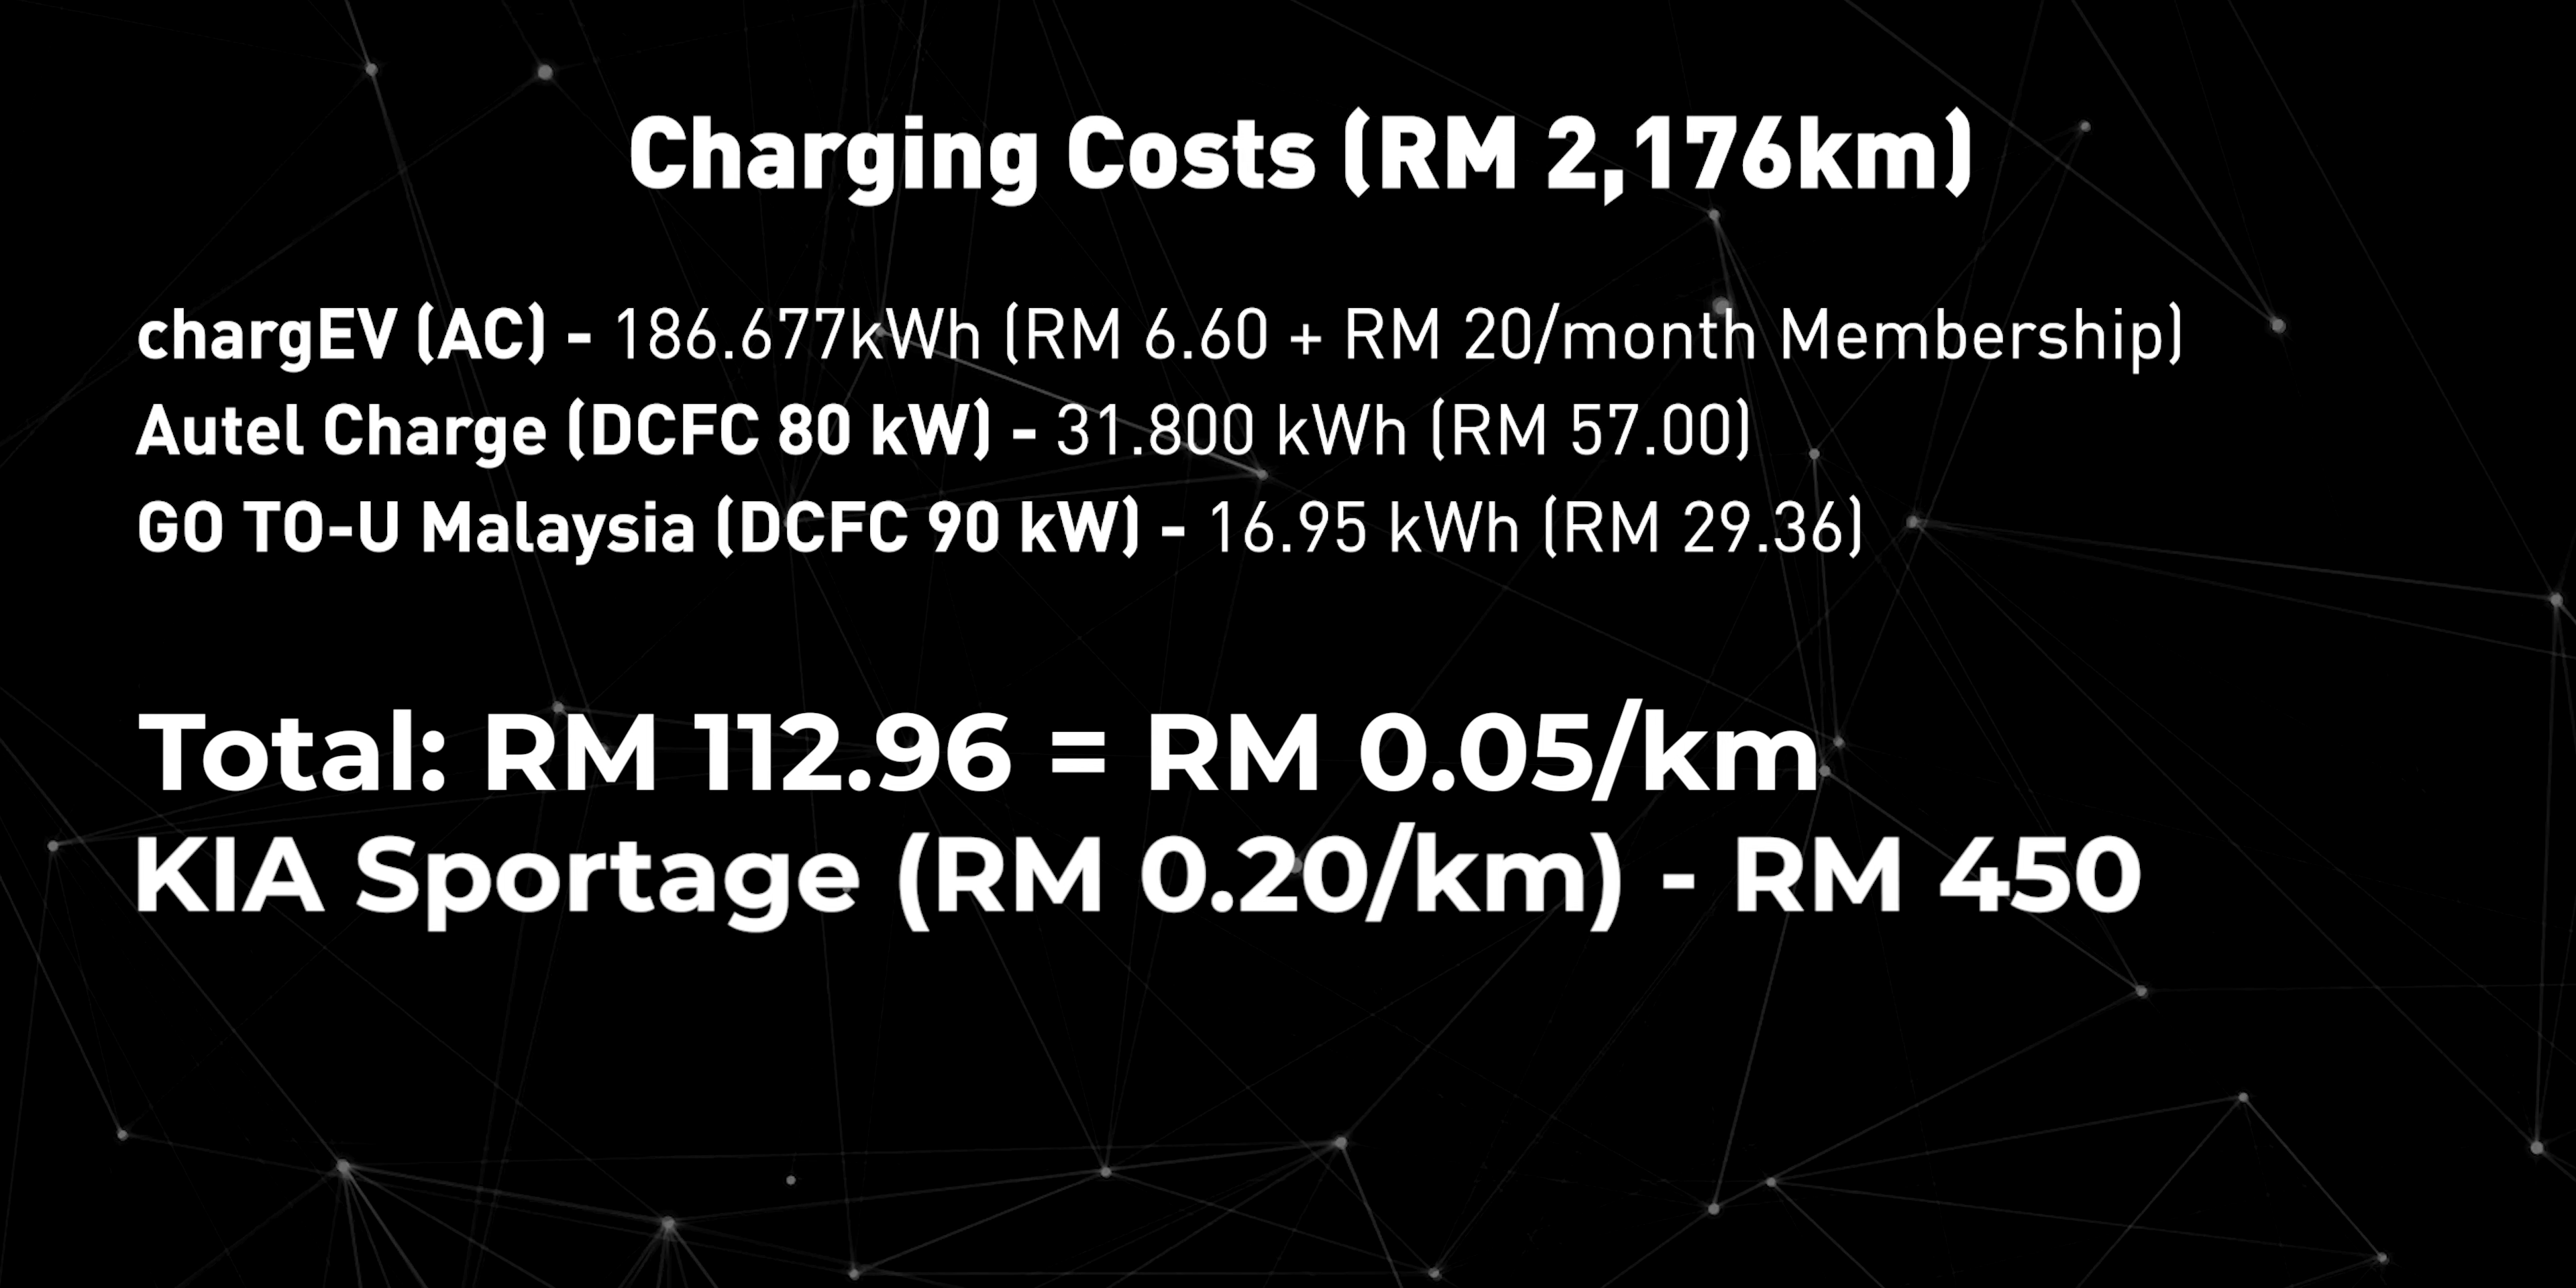 Charging Costs (RM 2,176km)
chargEV (AC) - 186.677kWh (RM 6.60 + RM 20/month Membership)
Autel Charge (DCFC 80 kW) - 31.800 kWh (RM 57.00)
GO TO-U Malaysia (DCFC 90 kW) - 16.95 kWh (RM 29.36)
Total: RM 112.96 = RM 0.05/km
KIA Sportage (RM 0.20/km) - RM 450